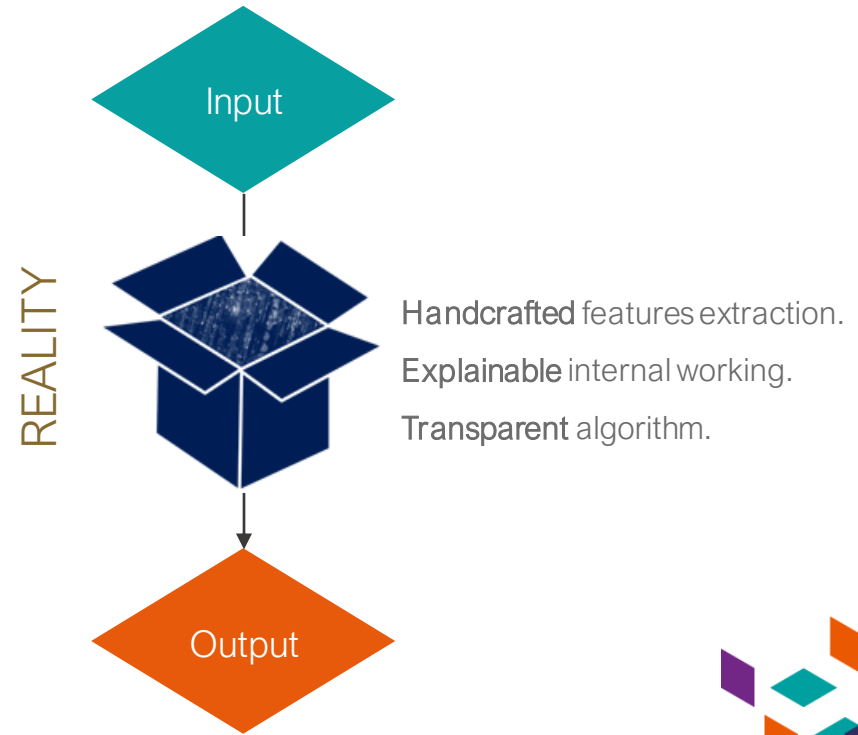 Input
REALITY
Handcrafted features extraction.
Explainable internal working.
Transparent algorithm.
Output